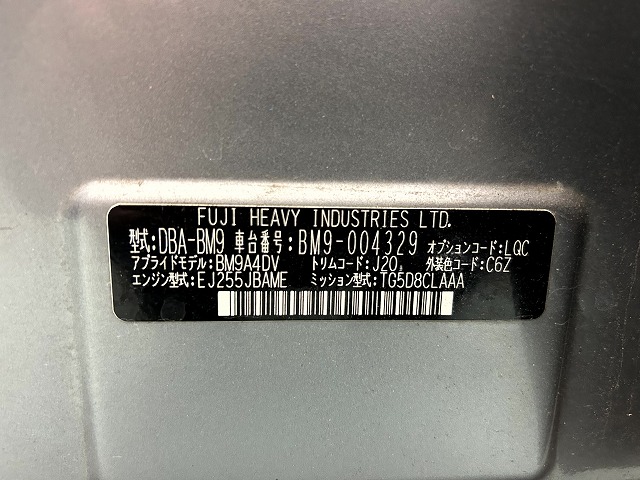 FUJI HEAVY INDUSTRIES LTD.
型式:DBA-BM9 車台番号:BM9-004329 オプションコード:LQC
アプライドモデル:BM9A4DV トリムコード:J20 外装色コード:C6Z
エンジン型式:EJ255JBAME ミッション型式:TG5D8CLAAA